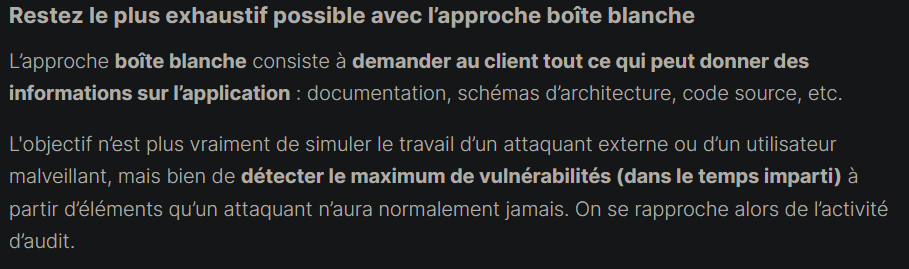 Restez le plus exhaustif possible avec l’approche boîte blanche
L’approche boîte blanche consiste à demander au client tout ce qui peut donner des
informations sur l’application : documentation, schémas d’architecture, code source, etc.
L'objectif n’est plus vraiment de simuler le travail d’un attaquant externe ou d’un utilisateur
malveillant, mais bien de détecter le maximum de vulnérabilités (dans le temps imparti) à
partir d’éléments qu’un attaquant n’aura normalement jamais. On se rapproche alors de l’activité
d’audit.